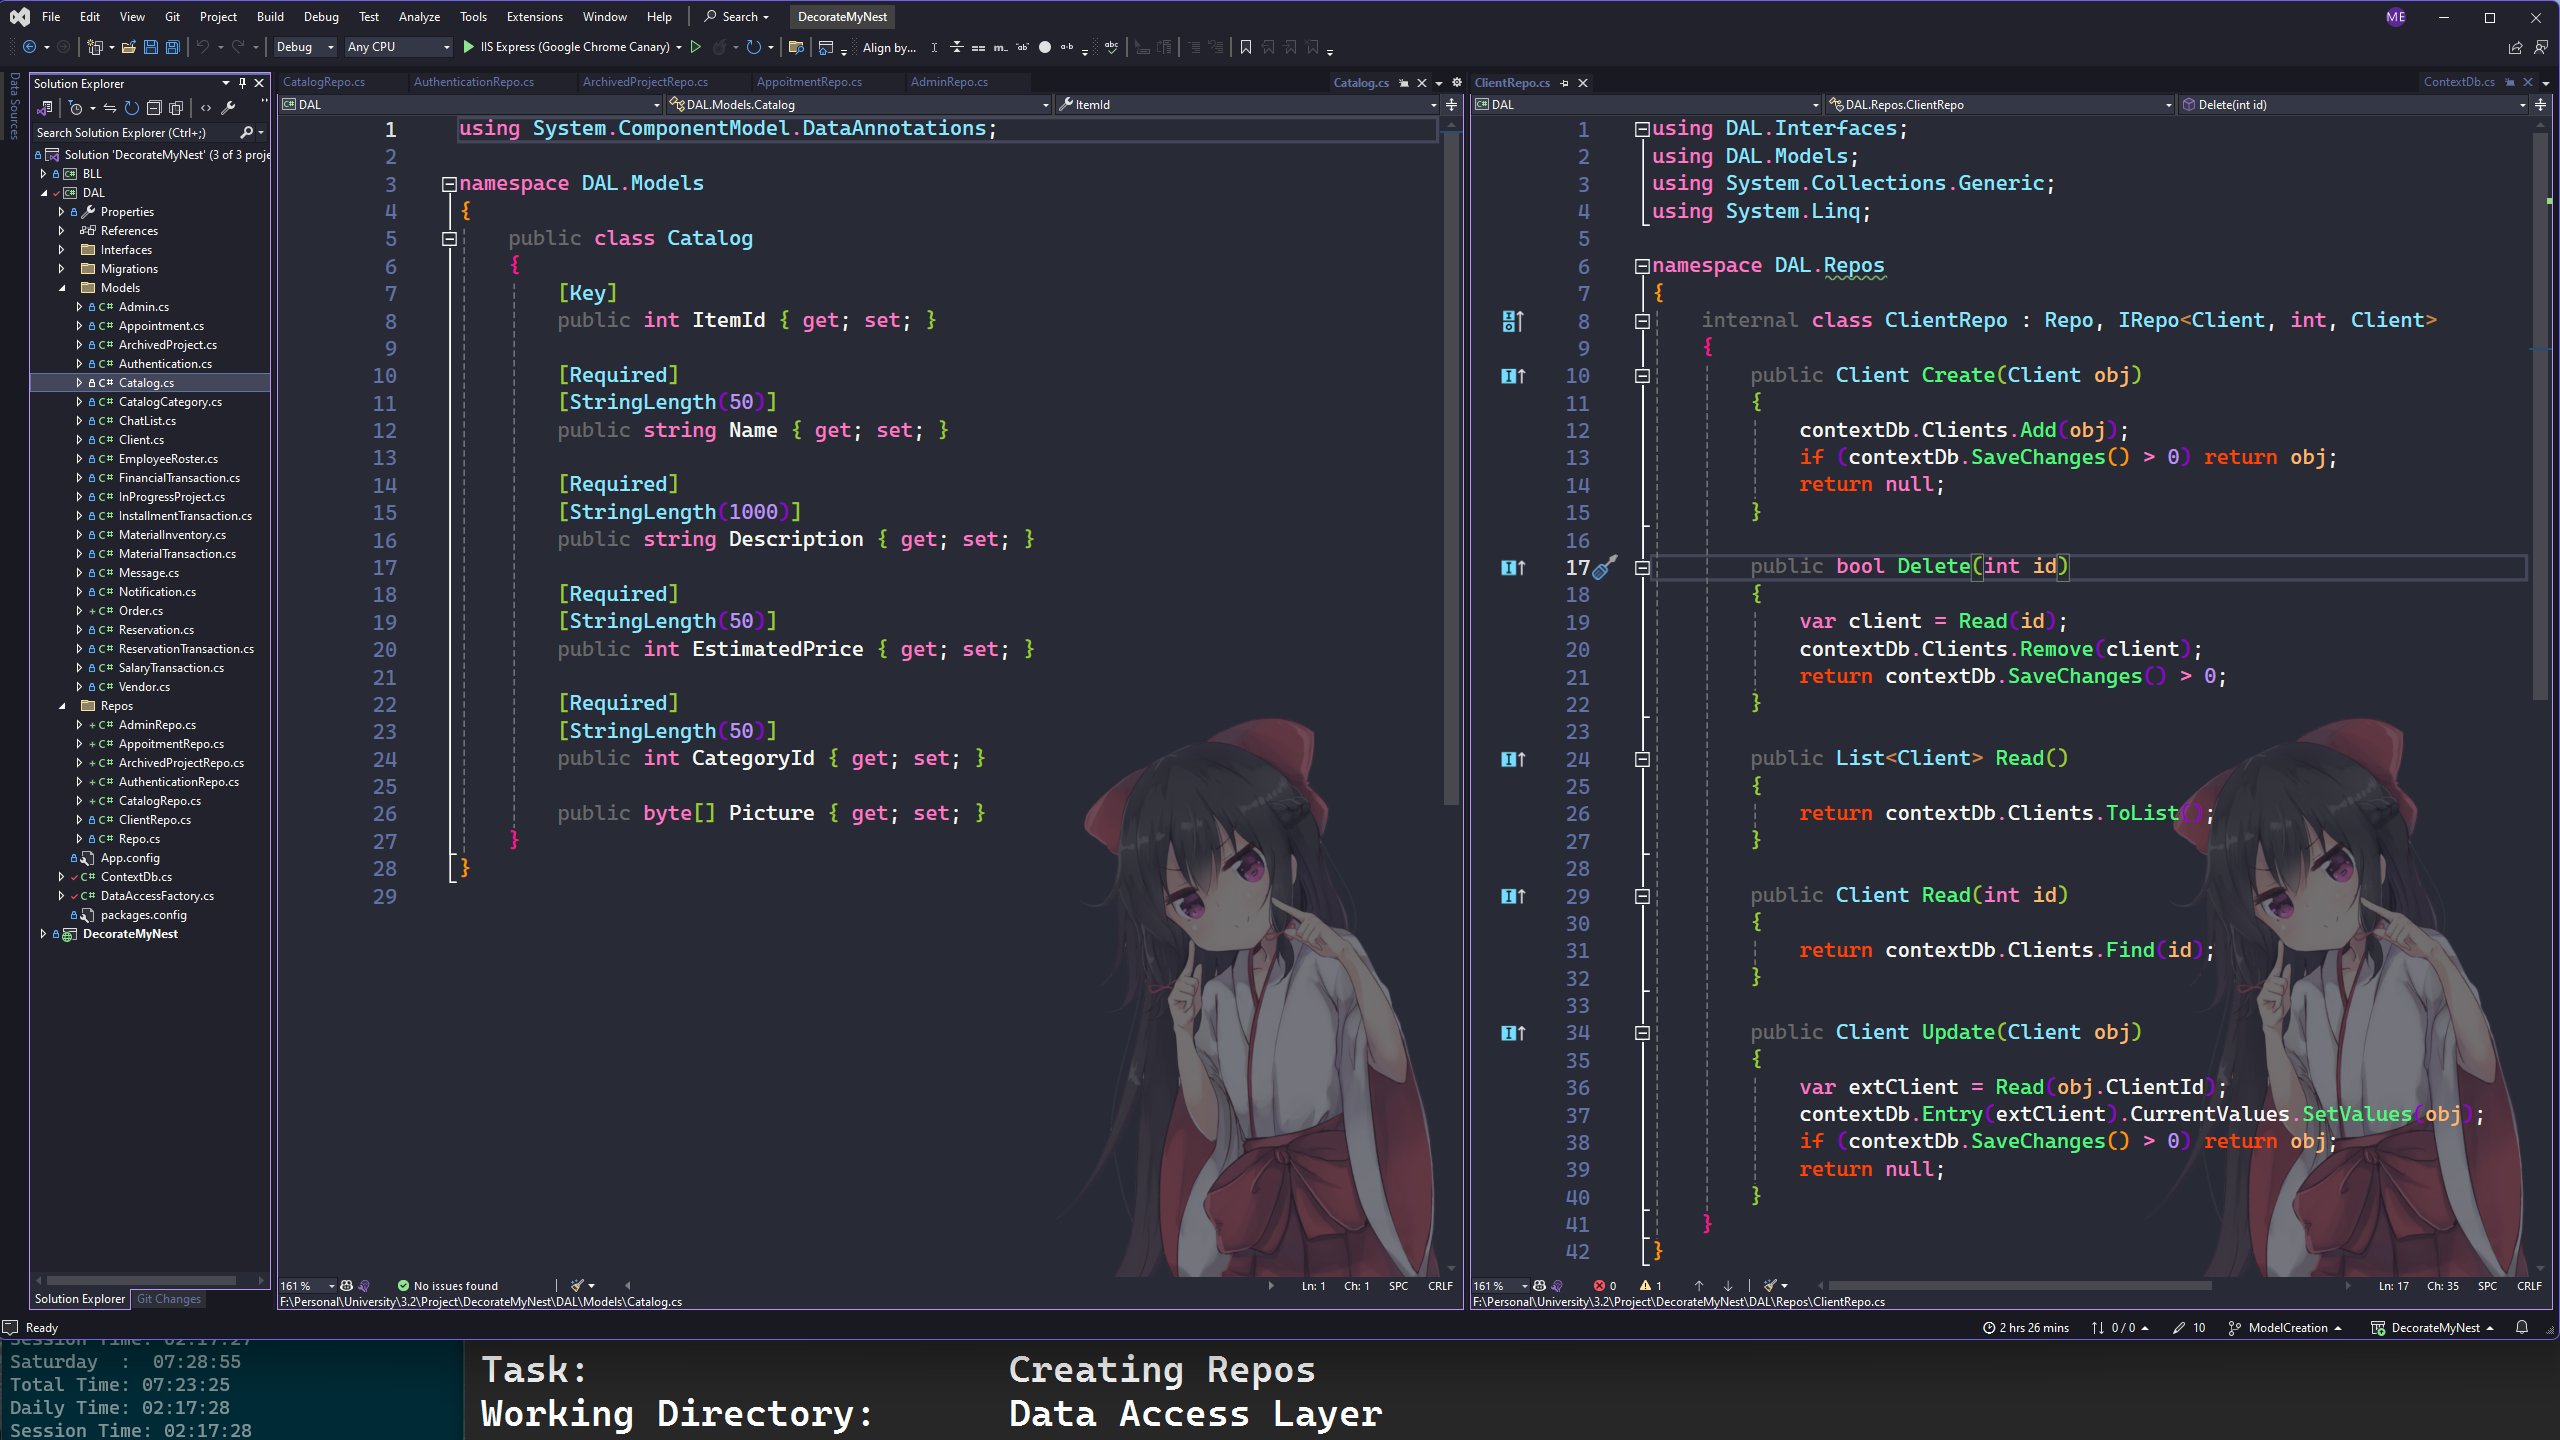 File Edit View Git Project Build Debug Test Analyze Tools Extensions Window Help Search DecorateMyNest ME
Debug Any CPU IIS Express (Google Chrome Canary) Align by...
Data Sources
Solution Explorer
Search Solution Explorer (Ctrl+;)
Solution 'DecorateMyNest' (3 of 3 proje
BLL
DAL
Properties
References
Interfaces
Migrations
Models
C# Admin.cs
C# Appointment.cs
C# ArchivedProject.cs
C# Authentication.cs
C# Catalog.cs
C# CatalogCategory.cs
C# ChatList.cs
C# Client.cs
C# EmployeeRoster.cs
C# FinancialTransaction.cs
C# InProgressProject.cs
C# InstallmentTransaction.cs
C# MaterialInventory.cs
C# MaterialTransaction.cs
C# Message.cs
C# Notification.cs
+ C# Order.cs
C# Reservation.cs
C# ReservationTransaction.cs
C# SalaryTransaction.cs
C# Vendor.cs
Repos
+ C# AdminRepo.cs
+ C# AppoitmentRepo.cs
+ C# ArchivedProjectRepo.cs
+ C# AuthenticationRepo.cs
+ C# CatalogRepo.cs
C# ClientRepo.cs
C# Repo.cs
App.config
C# ContextDb.cs
C# DataAccessFactory.cs
packages.config
DecorateMyNest
Solution Explorer Git Changes
CatalogRepo.cs AuthenticationRepo.cs ArchivedProjectRepo.cs AppoitmentRepo.cs AdminRepo.cs Catalog.cs
DAL DAL.Models.Catalog ItemId
1 using System.ComponentModel.DataAnnotations;
2
3 namespace DAL.Models
4 {
5 public class Catalog
6 {
7 [Key]
8 public int ItemId { get; set; }
9
10 [Required]
11 [StringLength(50)]
12 public string Name { get; set; }
13
14 [Required]
15 [StringLength(1000)]
16 public string Description { get; set; }
17
18 [Required]
19 [StringLength(50)]
20 public int EstimatedPrice { get; set; }
21
22 [Required]
23 [StringLength(50)]
24 public int CategoryId { get; set; }
25
26 public byte[] Picture { get; set; }
27 }
28 }
29
161 % No issues found Ln: 1 Ch: 1 SPC CRLF
F:\Personal\University\3.2\Project\DecorateMyNest\DAL\Models\Catalog.cs
ClientRepo.cs ContextDb.cs
DAL DAL.Repos.ClientRepo Delete(int id)
1 using DAL.Interfaces;
2 using DAL.Models;
3 using System.Collections.Generic;
4 using System.Linq;
5
6 namespace DAL.Repos
7 {
8 internal class ClientRepo : Repo, IRepo<Client, int, Client>
9 {
10 public Client Create(Client obj)
11 {
12 contextDb.Clients.Add(obj);
13 if (contextDb.SaveChanges() > 0) return obj;
14 return null;
15 }
16
17 public bool Delete(int id)
18 {
19 var client = Read(id);
20 contextDb.Clients.Remove(client);
21 return contextDb.SaveChanges() > 0;
22 }
23
24 public List<Client> Read()
25 {
26 return contextDb.Clients.ToList();
27 }
28
29 public Client Read(int id)
30 {
31 return contextDb.Clients.Find(id);
32 }
33
34 public Client Update(Client obj)
35 {
36 var extClient = Read(obj.ClientId);
37 contextDb.Entry(extClient).CurrentValues.SetValues(obj);
38 if (contextDb.SaveChanges() > 0) return obj;
39 return null;
40 }
41 }
42 }
161 % 0 1 Ln: 17 Ch: 35 SPC CRLF
F:\Personal\University\3.2\Project\DecorateMyNest\DAL\Repos\ClientRepo.cs
Ready 2 hrs 26 mins 0 / 0 10 ModelCreation DecorateMyNest
Session Time: 02:17:27
Saturday : 07:28:55
Total Time: 07:23:25
Daily Time: 02:17:28
Session Time: 02:17:28
Task: Creating Repos
Working Directory: Data Access Layer